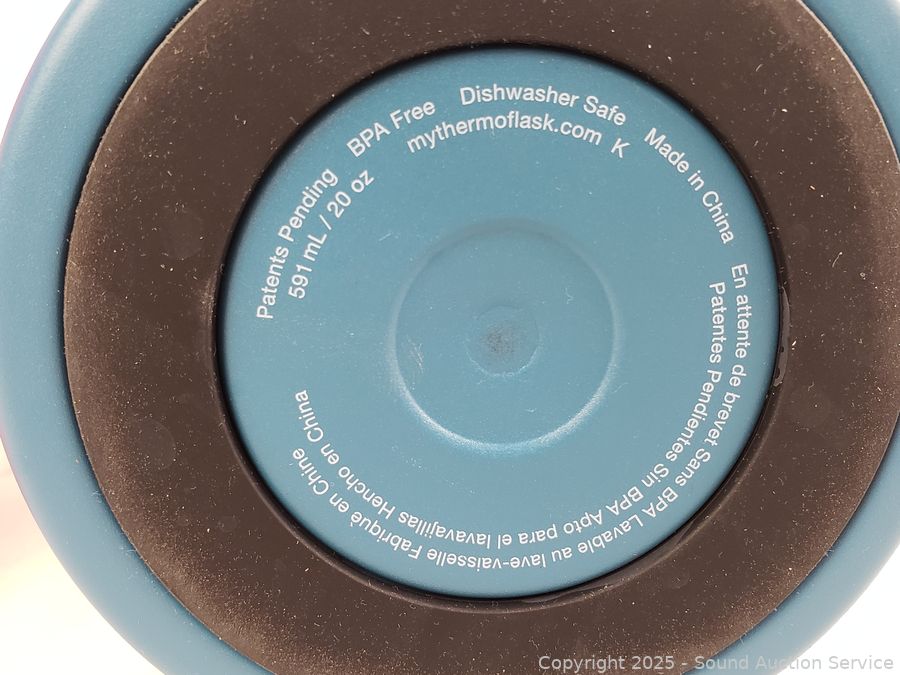 Patents Pending BPA Free Dishwasher Safe Made in China
591 mL / 20 oz mythermoflask.com K
En attente de brevet Sans BPA Lavable au lave-vaisselle Fabriqué en Chine
Patentes Pendientes Sin BPA Apto para el lavavajillas Hencho en China
Copyright 2025 - Sound Auction Service